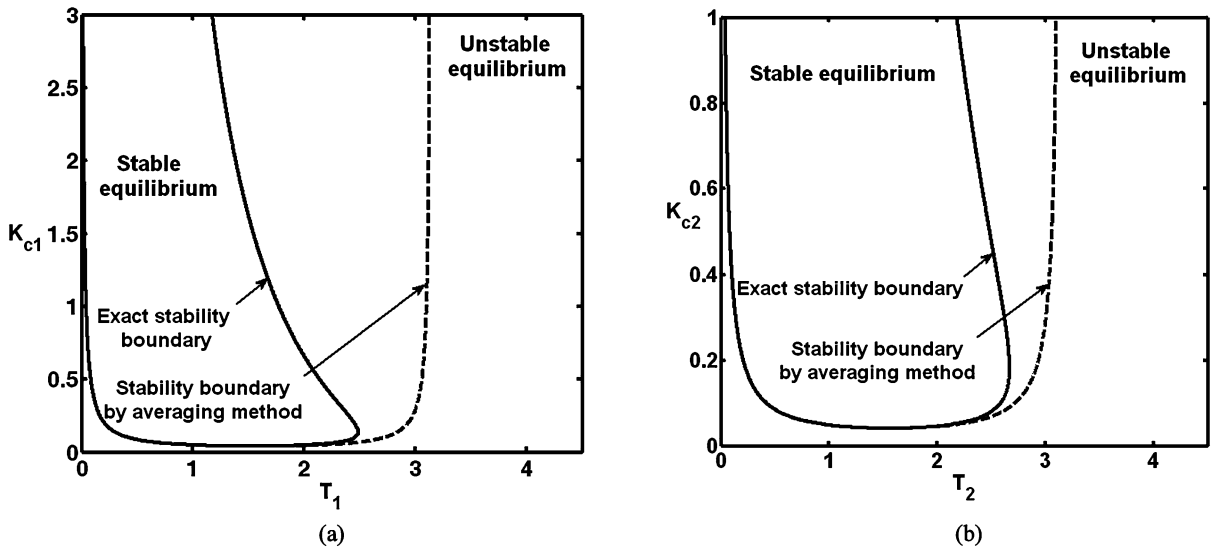 3
2.5
2
1.5
1
0.5
0
K_c1
Unstable
equilibrium
Stable
equilibrium
Exact stability
boundary
Stability boundary
by averaging method
0 1 2 3 4
T_1
(a)
1
0.8
0.6
0.4
0.2
0
K_c2
Stable equilibrium
Unstable
equilibrium
Exact stability boundary
Stability boundary
by averaging method
0 1 2 3 4
T_2
(b)